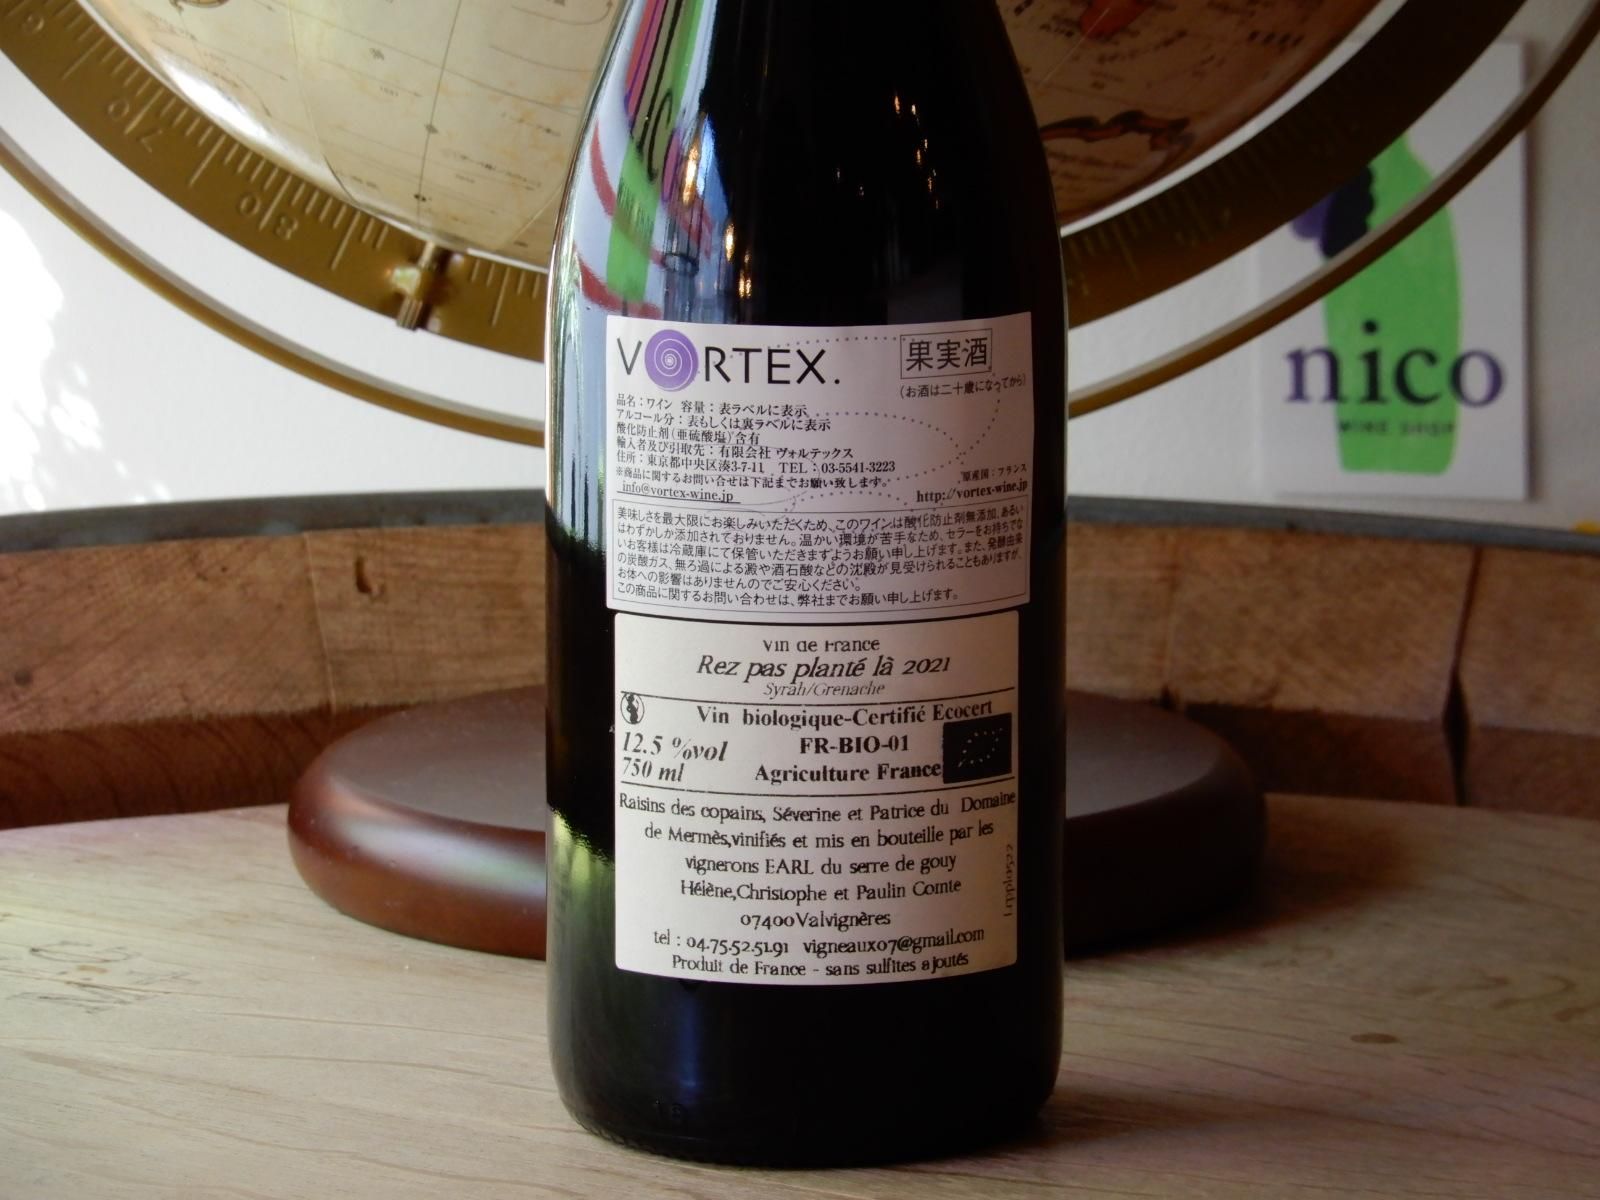 VORTEX.
果実酒
(お酒は二十歳になってから)
品名：ワイン 容量：表ラベルに表示
アルコール分：表もしくは裏ラベルに表示
酸化防止剤(亜硫酸塩)含有
輸入者及び引取先：有限会社 ヴォルテックス
住所：東京都中央区湊3-7-11 TEL：03-5541-3223
※商品に関するお問い合せは下記までお願い致します。
原産国：フランス
info@vortex-wine.jp
http://vortex-wine.jp
美味しさを最大限にお楽しみいただくため、このワインは酸化防止剤無添加、あるい
はわずかしか添加されておりません。温かい環境が苦手なため、セラーをお持ちでな
いお客様は冷蔵庫にて保管いただきますようお願い申し上げます。また、発酵由来
の炭酸ガス、無ろ過による澱や酒石酸などの沈殿が見受けられることもありますが、
お体への影響はありませんのでご安心ください。
この商品に関するお問い合わせは、弊社までお願い申し上げます。
Vin de France
Rez pas planté là 2021
Syrah/Grenache
Vin biologique-Certifié Ecocert
12.5 %vol
FR-BIO-01
750 ml
Agriculture France
Raisins des copains, Séverine et Patrice du Domaine
de Mermès,vinifiés et mis en bouteille par les
vignerons EARL du serre de gouy
Hélène,Christophe et Paulin Comte
07400 Valvignères
tel : 04.75.52.51.91 vigneaux07@gmail.com
Produit de France - sans sulfites ajoutés
nico
WINE SHOP
70
80